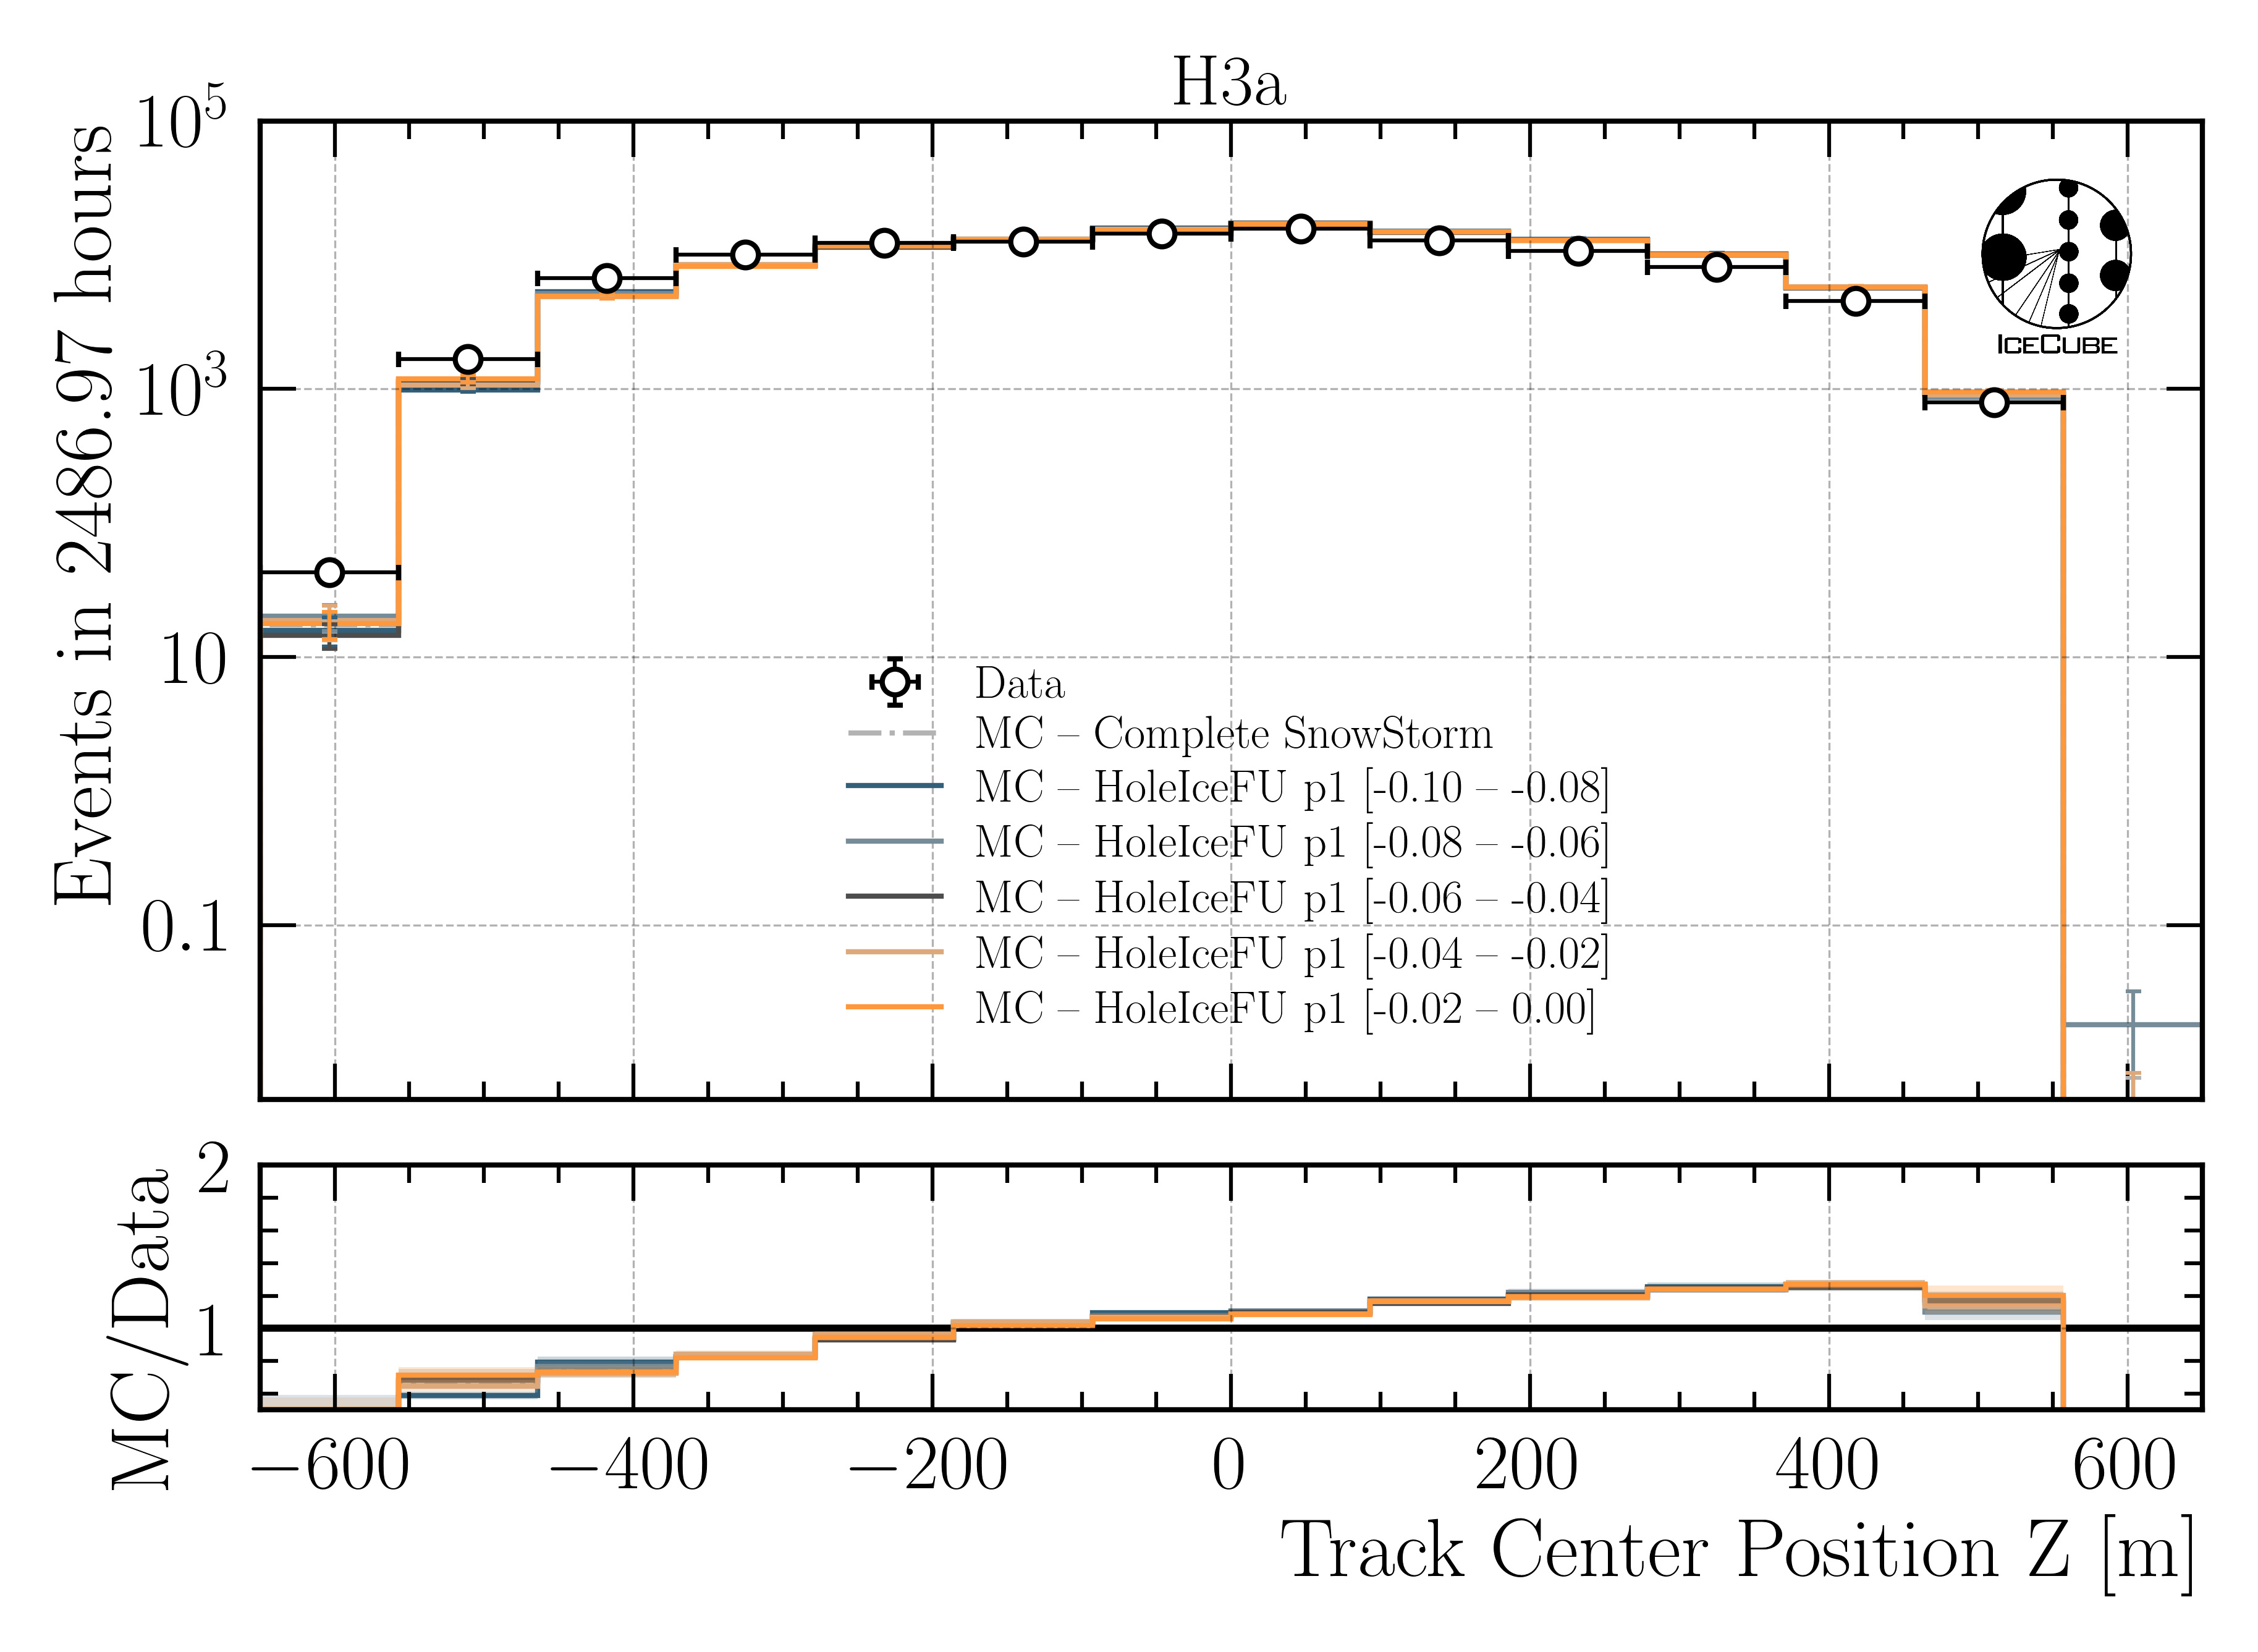 H3a
10^5
10^3
10
0.1
Events in 2486.97 hours
ICECUBE
Data
MC – Complete SnowStorm
MC – HoleIceFU p1 [-0.10 – -0.08]
MC – HoleIceFU p1 [-0.08 – -0.06]
MC – HoleIceFU p1 [-0.06 – -0.04]
MC – HoleIceFU p1 [-0.04 – -0.02]
MC – HoleIceFU p1 [-0.02 – 0.00]
2
1
MC/Data
−600 −400 −200 0 200 400 600
Track Center Position Z [m]